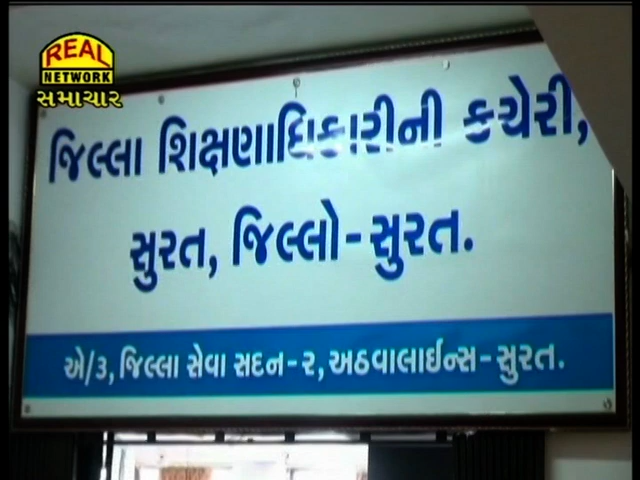 REAL
NETWORK
સમાચાર
જિલ્લા શિક્ષણાધિકારીની કચેરી,
સુરત, જિલ્લો-સુરત.
એ/૩, જિલ્લા સેવા સદન-૨, અઠવાલાઈન્સ-સુરત.